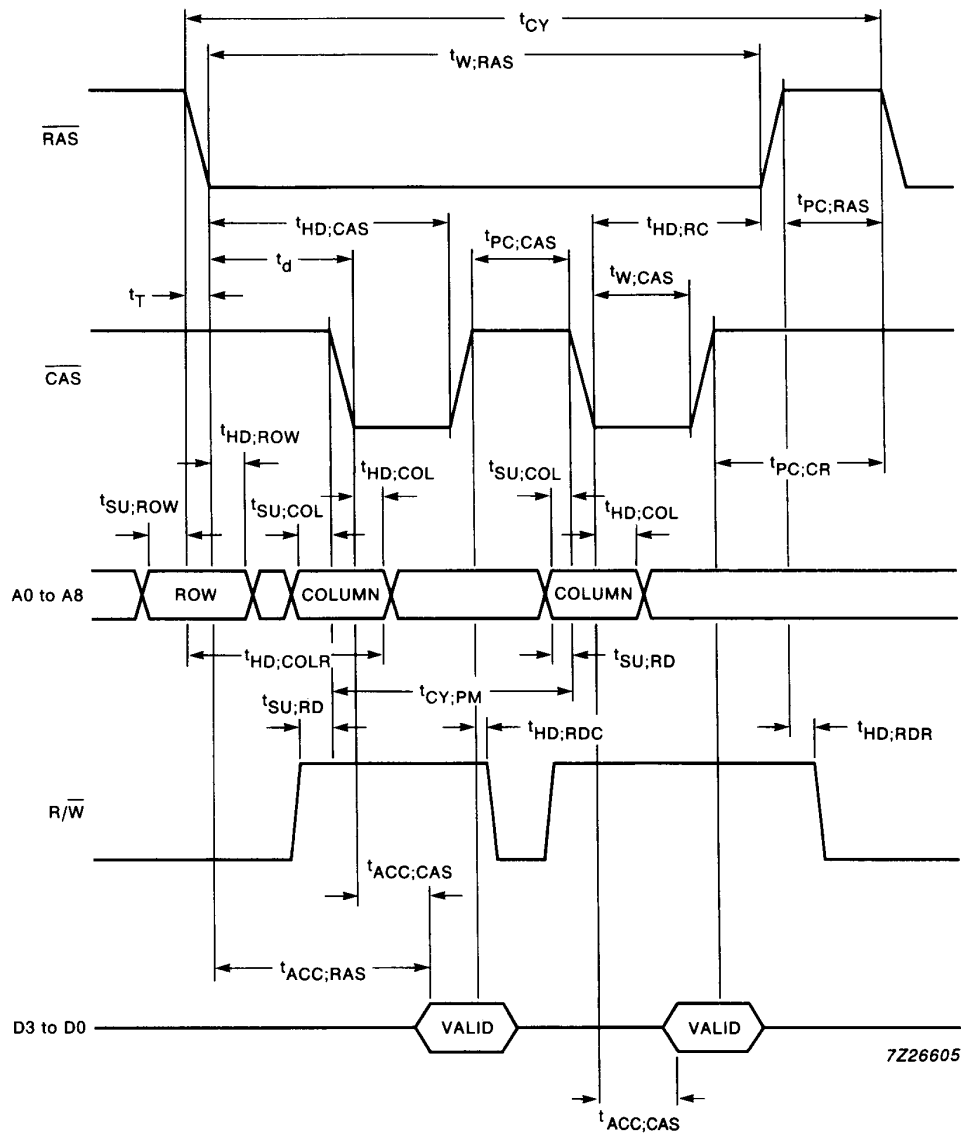 tCY
tW;RAS
RAS
tPC;RAS
tHD;CAS
tPC;CAS
tHD;RC
td
tW;CAS
tT
CAS
tHD;ROW
tHD;COL
tSU;COL
tPC;CR
tSU;ROW
tSU;COL
tHD;COL
A0 to A8
ROW
COLUMN
COLUMN
tHD;COLR
tSU;RD
tCY;PM
tSU;RD
tHD;RDC
tHD;RDR
R/W
tACC;CAS
tACC;RAS
D3 to D0
VALID
VALID
7Z26605
tACC;CAS